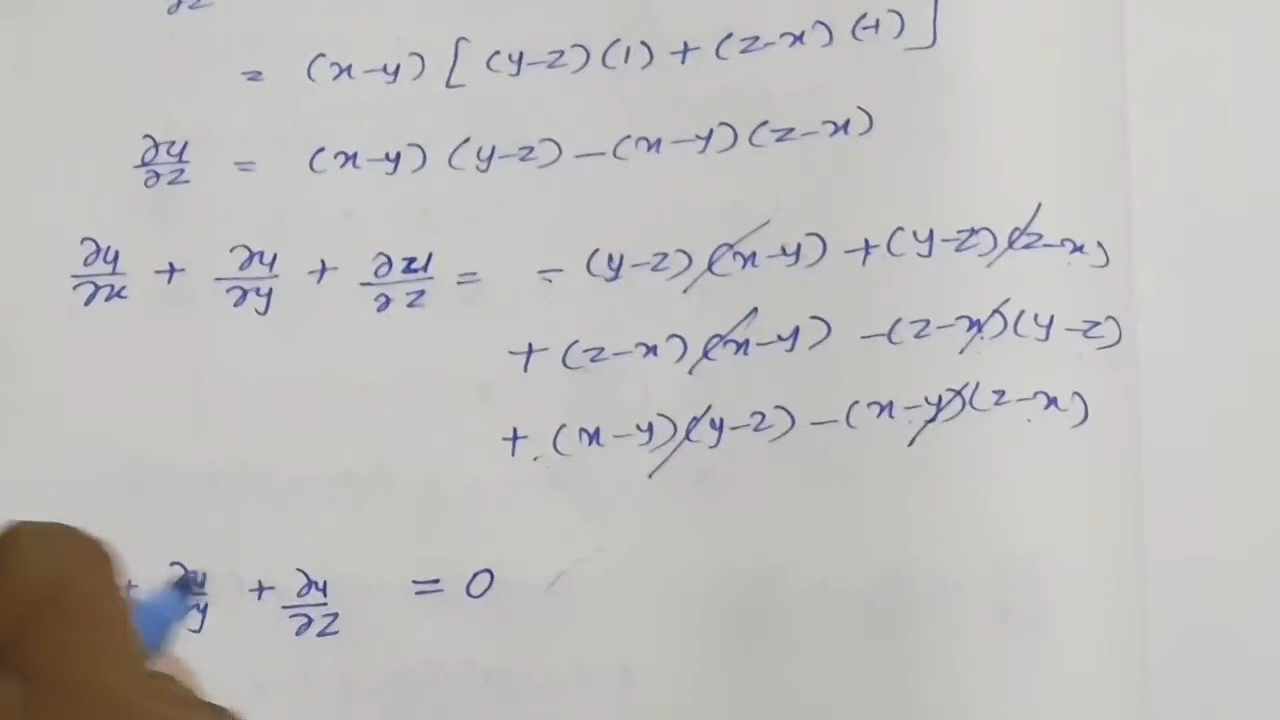 ∂z
= (x-y) [ (y-z) (1) + (z-x) (-1) ]
∂u/∂z = (x-y) (y-z) - (x-y) (z-x)
∂u/∂x + ∂u/∂y + ∂u/∂z = - (y-z) (x-y) + (y-z) (z-x)
+ (z-x) (x-y) - (z-x) (y-z)
+ (x-y) (y-z) - (x-y) (z-x)
+ ∂u/∂y + ∂u/∂z = 0